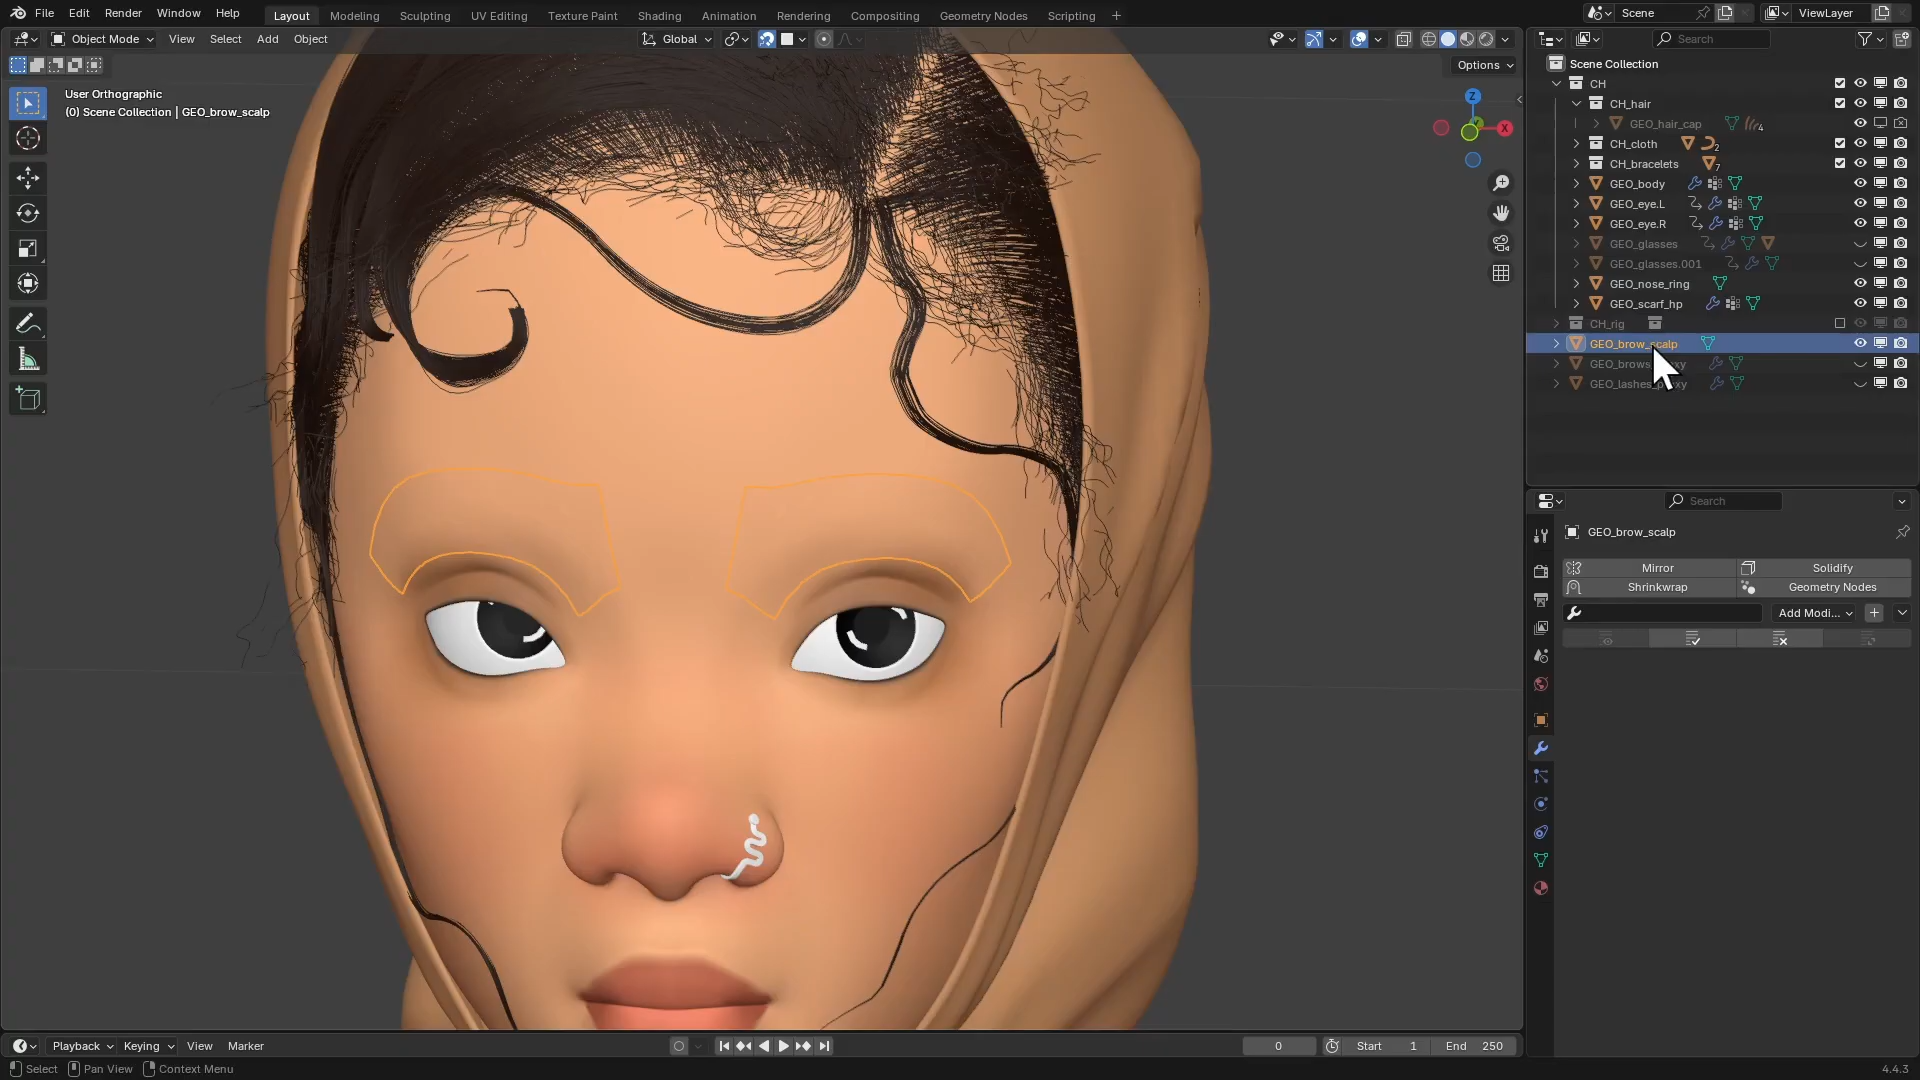 File Edit Render Window Help Layout Modeling Sculpting UV Editing Texture Paint Shading Animation Rendering Compositing Geometry Nodes Scripting + Scene ViewLayer
Object Mode View Select Add Object Global Search
Options
User Orthographic
(0) Scene Collection | GEO_brow_scalp
Z
X
Scene Collection
CH
CH_hair
GEO_hair_cap 4
CH_cloth 2
CH_bracelets 7
GEO_body
GEO_eye.L
GEO_eye.R
GEO_glasses
GEO_glasses.001
GEO_nose_ring
GEO_scarf_hp
CH_rig
GEO_brow_scalp
GEO_brows
GEO_lashes
Search
GEO_brow_scalp
Mirror Solidify
Shrinkwrap Geometry Nodes
Add Modi...
Playback Keying View Marker 0 Start 1 End 250
Select Pan View Context Menu 4.4.3